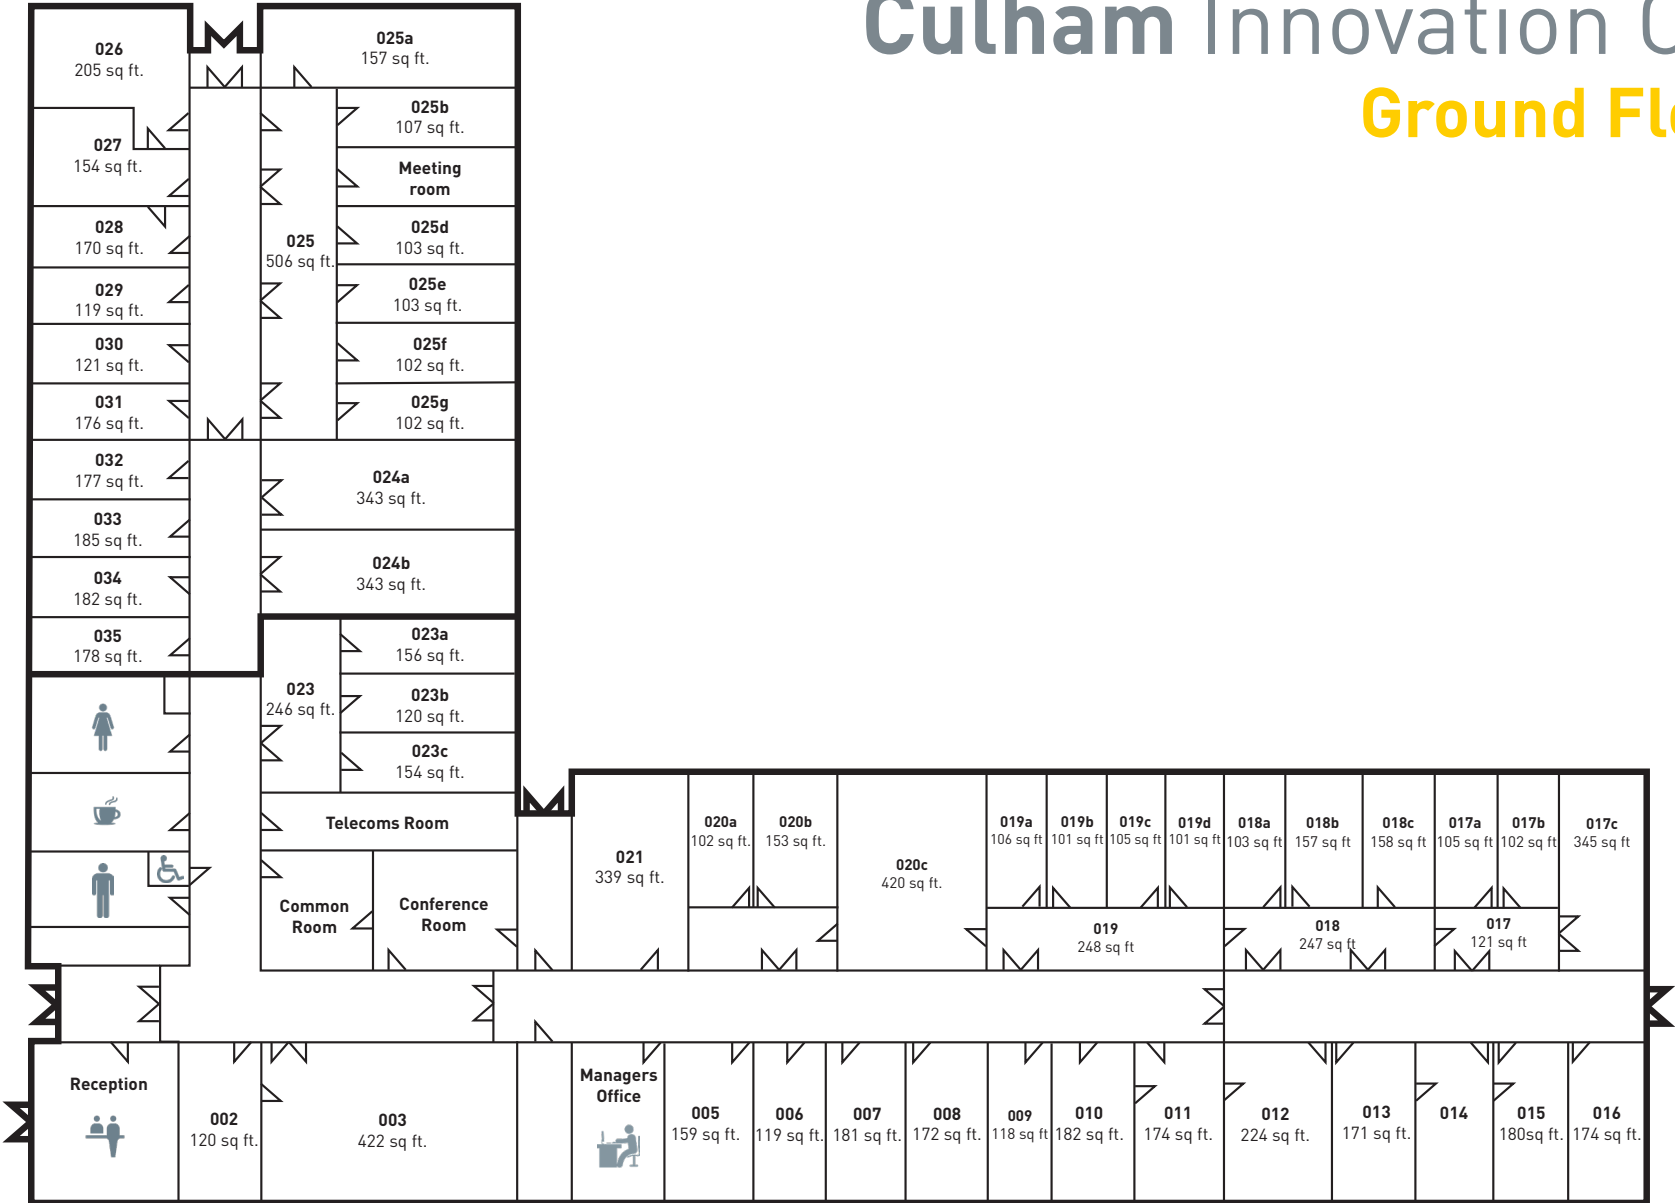 Culham Innovation C
Ground Flo
026
205 sq ft.
025a
157 sq ft.
025b
107 sq ft.
027
154 sq ft.
Meeting
room
028
170 sq ft.
025
506 sq ft.
025d
103 sq ft.
029
119 sq ft.
025e
103 sq ft.
030
121 sq ft.
025f
102 sq ft.
031
176 sq ft.
025g
102 sq ft.
032
177 sq ft.
024a
343 sq ft.
033
185 sq ft.
034
182 sq ft.
024b
343 sq ft.
035
178 sq ft.
023a
156 sq ft.
023
246 sq ft.
023b
120 sq ft.
023c
154 sq ft.
Telecoms Room
Common
Room
Conference
Room
021
339 sq ft.
020a
102 sq ft.
020b
153 sq ft.
020c
420 sq ft.
019a
106 sq ft
019b
101 sq ft
019c
105 sq ft
019d
101 sq ft
018a
103 sq ft
018b
157 sq ft
018c
158 sq ft
017a
105 sq ft
017b
102 sq ft
017c
345 sq ft
019
248 sq ft
018
247 sq ft
017
121 sq ft
Reception
002
120 sq ft.
003
422 sq ft.
Managers
Office
005
159 sq ft.
006
119 sq ft.
007
181 sq ft.
008
172 sq ft.
009
118 sq ft
010
182 sq ft.
011
174 sq ft.
012
224 sq ft.
013
171 sq ft.
014
015
180sq ft.
016
174 sq ft.